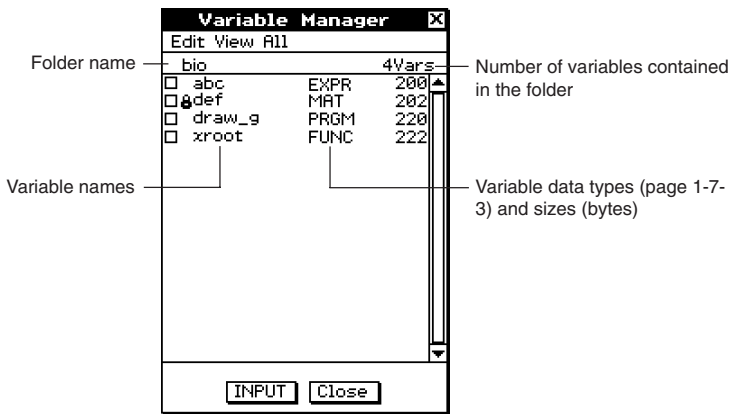 Variable Manager
Edit View All
Folder name
bio 4Vars
Number of variables contained
in the folder
abc EXPR 200
def MAT 202
draw_g PRGM 220
xroot FUNC 222
Variable names
Variable data types (page 1-7-
3) and sizes (bytes)
INPUT Close